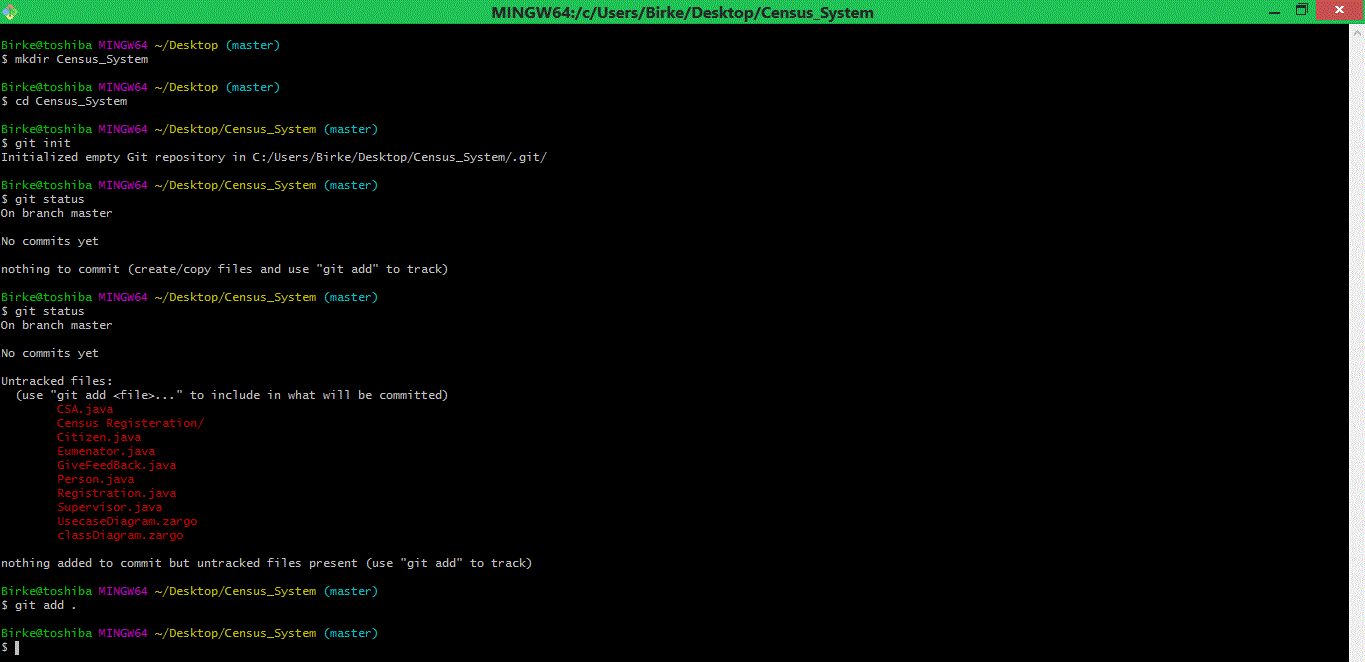 MINGW64:/c/Users/Birke/Desktop/Census_System
Birke@toshiba MINGW64 ~/Desktop (master)
$ mkdir Census_System
Birke@toshiba MINGW64 ~/Desktop (master)
$ cd Census_System
Birke@toshiba MINGW64 ~/Desktop/Census_System (master)
$ git init
Initialized empty Git repository in C:/Users/Birke/Desktop/Census_System/.git/
Birke@toshiba MINGW64 ~/Desktop/Census_System (master)
$ git status
On branch master
No commits yet
nothing to commit (create/copy files and use "git add" to track)
Birke@toshiba MINGW64 ~/Desktop/Census_System (master)
$ git status
On branch master
No commits yet
Untracked files:
(use "git add <file>..." to include in what will be committed)
CSA.java
Census Registeration/
Citizen.java
Eumenator.java
GiveFeedBack.java
Person.java
Registration.java
Supervisor.java
UsecaseDiagram.zargo
classDiagram.zargo
nothing added to commit but untracked files present (use "git add" to track)
Birke@toshiba MINGW64 ~/Desktop/Census_System (master)
$ git add .
Birke@toshiba MINGW64 ~/Desktop/Census_System (master)
$